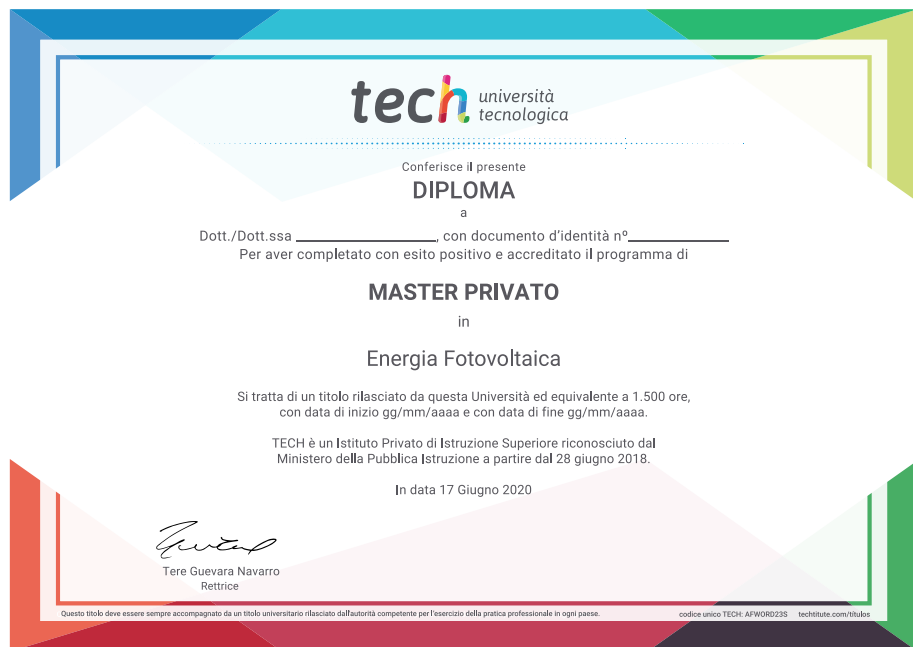 tech università
tecnologica
Conferisce il presente
DIPLOMA
a
Dott./Dott.ssa ____________, con documento d'identità nº____________
Per aver completato con esito positivo e accreditato il programma di
MASTER PRIVATO
in
Energia Fotovoltaica
Si tratta di un titolo rilasciato da questa Università ed equivalente a 1.500 ore,
con data di inizio gg/mm/aaaa e con data di fine gg/mm/aaaa.
TECH è un Istituto Privato di Istruzione Superiore riconosciuto dal
Ministero della Pubblica Istruzione a partire dal 28 giugno 2018.
In data 17 Giugno 2020
Tere Guevara Navarro
Rettrice
Questo titolo deve essere sempre accompagnato da un titolo universitario rilasciato dall'autorità competente per l'esercizio della pratica professionale in ogni paese. codice unico TECH: AFWORD23S techtitute.com/titulos